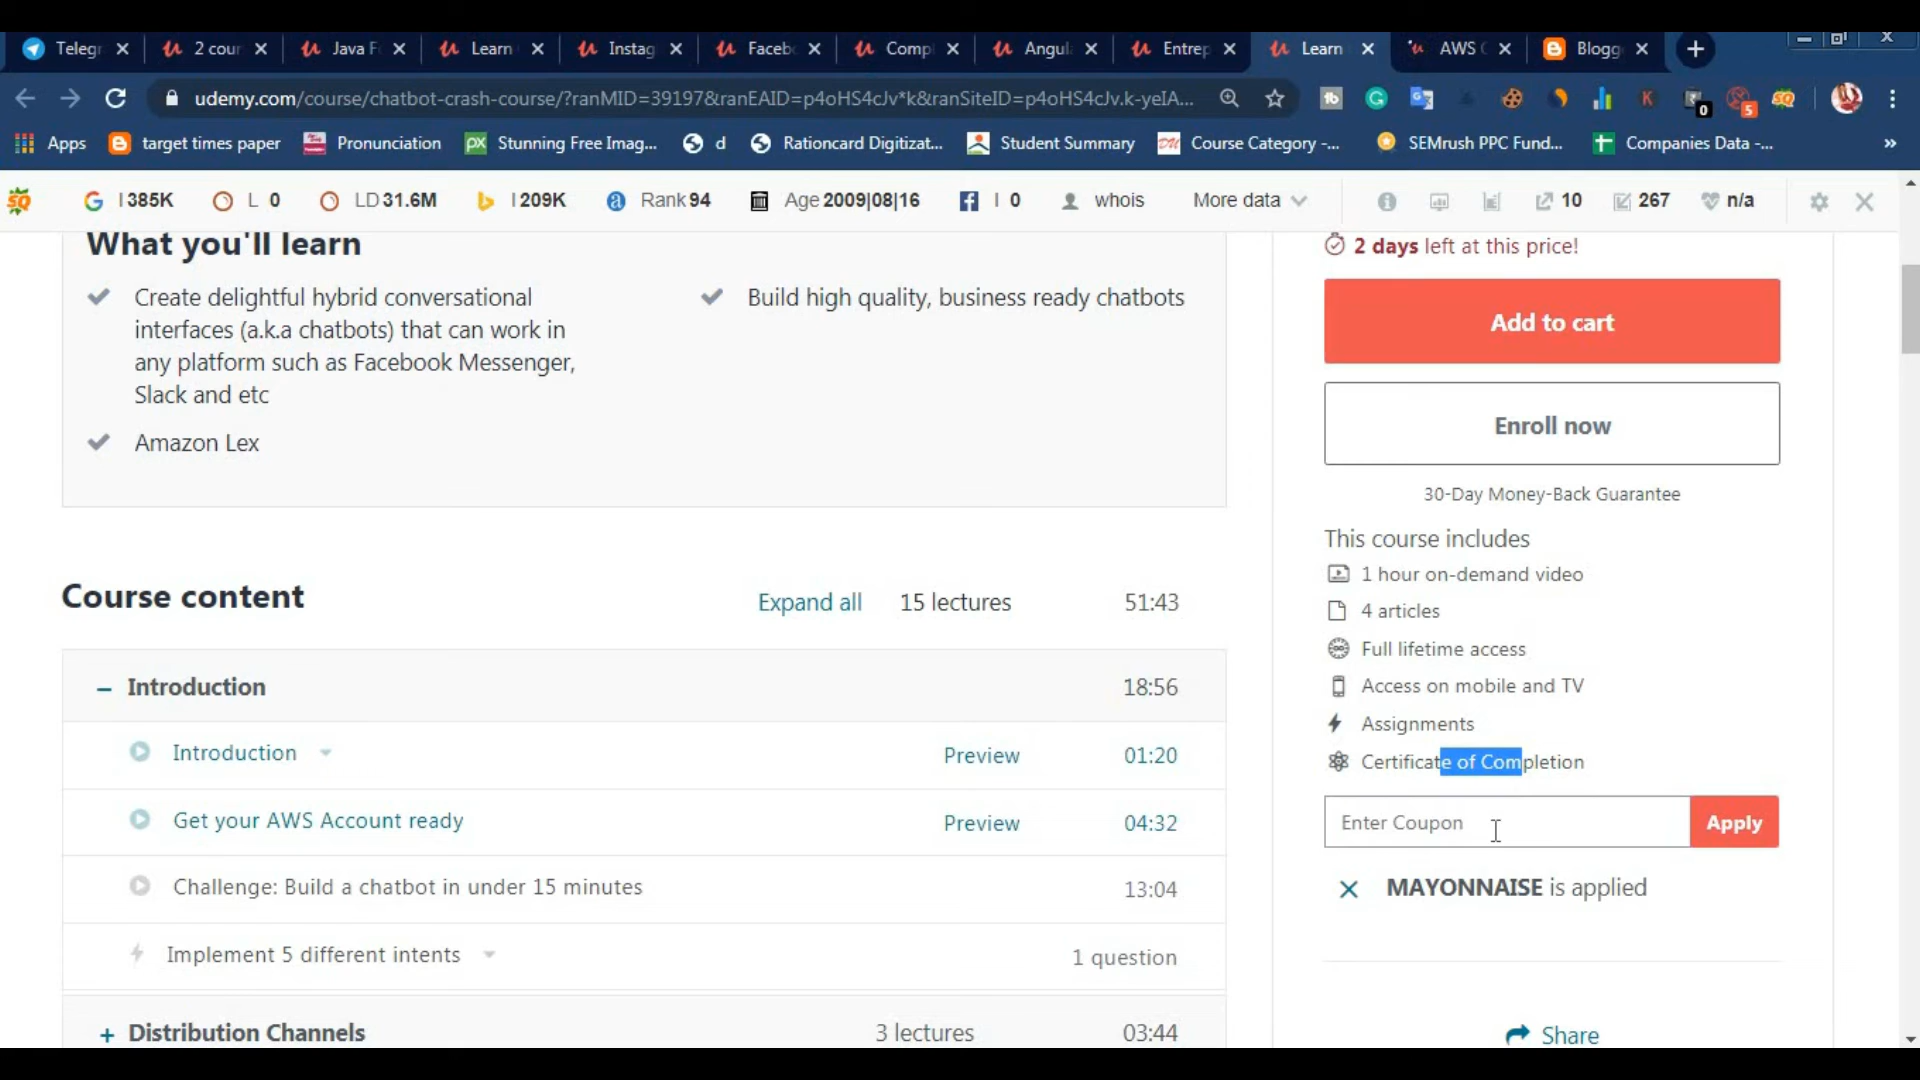 Telegr
2 cour
Java F
Learn
Instag
Facebo
Compl
Angula
Entrep
Learn
AWS C
Blogg
udemy.com/course/chatbot-crash-course/?ranMID=39197&ranEAID=p4oHS4cJv*k&ranSiteID=p4oHS4cJv.k-yeIA...
0
5
Apps
target times paper
Pronunciation
Stunning Free Imag...
d
Rationcard Digitizat...
Student Summary
Course Category -...
SEMrush PPC Fund...
Companies Data -...
»
SQ
I 385K
L 0
LD 31.6M
I 209K
Rank 94
Age 2009|08|16
I 0
whois
More data
10
267
n/a
What you'll learn
Create delightful hybrid conversational
interfaces (a.k.a chatbots) that can work in
any platform such as Facebook Messenger,
Slack and etc
Build high quality, business ready chatbots
Amazon Lex
Course content
Expand all
15 lectures
51:43
Introduction
18:56
Introduction
Preview
01:20
Get your AWS Account ready
Preview
04:32
Challenge: Build a chatbot in under 15 minutes
13:04
Implement 5 different intents
1 question
Distribution Channels
3 lectures
03:44
2 days left at this price!
Add to cart
Enroll now
30-Day Money-Back Guarantee
This course includes
1 hour on-demand video
4 articles
Full lifetime access
Access on mobile and TV
Assignments
Certificate of Completion
Enter Coupon
Apply
MAYONNAISE is applied
Share